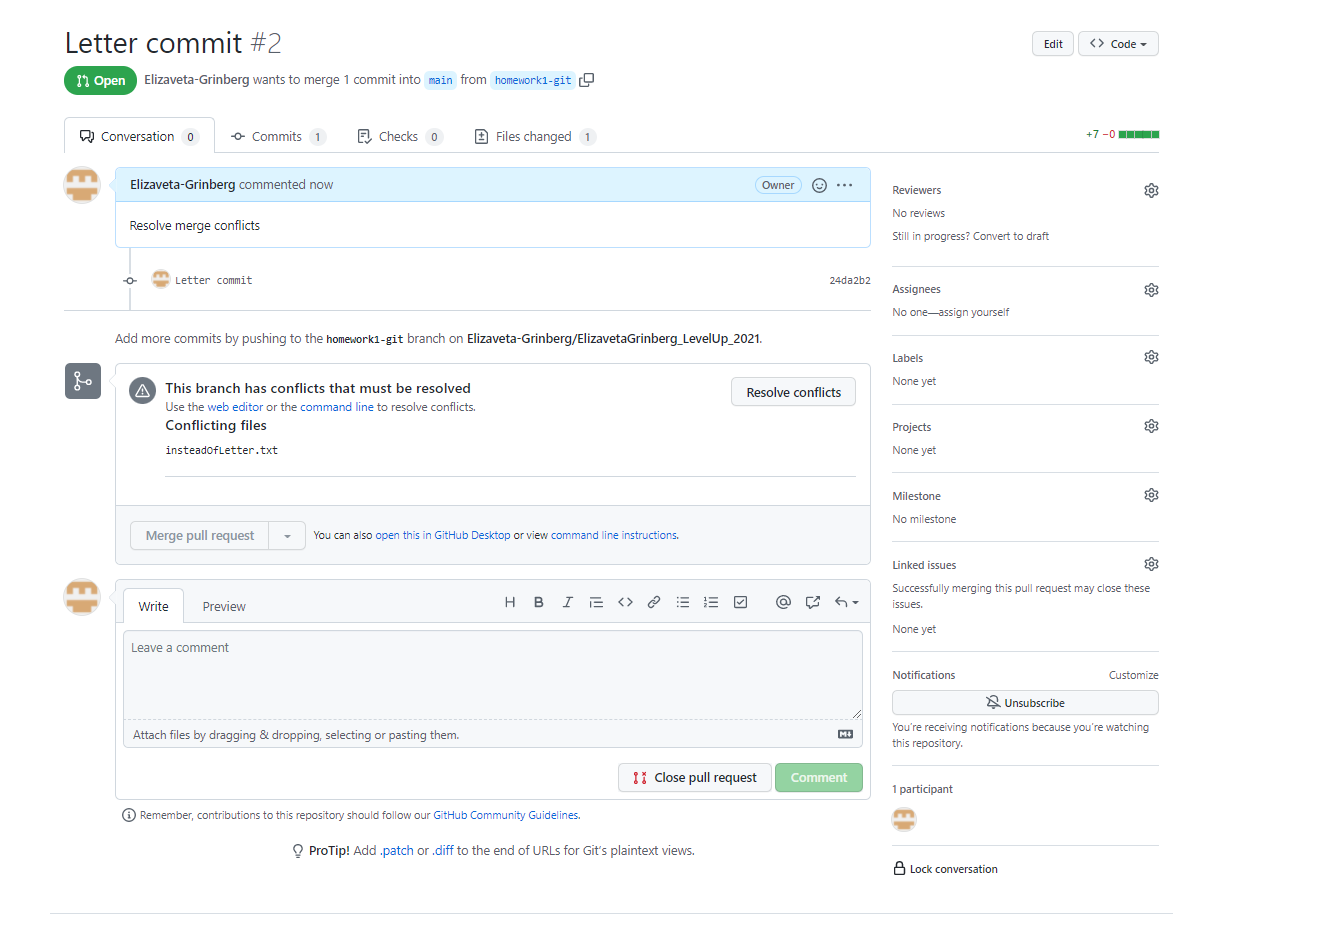 Letter commit #2
Edit
Code
Open
Elizaveta-Grinberg wants to merge 1 commit into main from homework1-git
Conversation 0
Commits 1
Checks 0
Files changed 1
+7 −0
Elizaveta-Grinberg commented now
Owner
Resolve merge conflicts
Letter commit
24da2b2
Add more commits by pushing to the homework1-git branch on Elizaveta-Grinberg/ElizavetaGrinberg_LevelUp_2021.
This branch has conflicts that must be resolved
Use the web editor or the command line to resolve conflicts.
Resolve conflicts
Conflicting files
insteadOfLetter.txt
Merge pull request
You can also open this in GitHub Desktop or view command line instructions.
Write
Preview
Leave a comment
Attach files by dragging & dropping, selecting or pasting them.
Close pull request
Comment
Remember, contributions to this repository should follow our GitHub Community Guidelines.
ProTip! Add .patch or .diff to the end of URLs for Git's plaintext views.
Reviewers
No reviews
Still in progress? Convert to draft
Assignees
No one—assign yourself
Labels
None yet
Projects
None yet
Milestone
No milestone
Linked issues
Successfully merging this pull request may close these
issues.
None yet
Notifications
Customize
Unsubscribe
You're receiving notifications because you're watching
this repository.
1 participant
Lock conversation